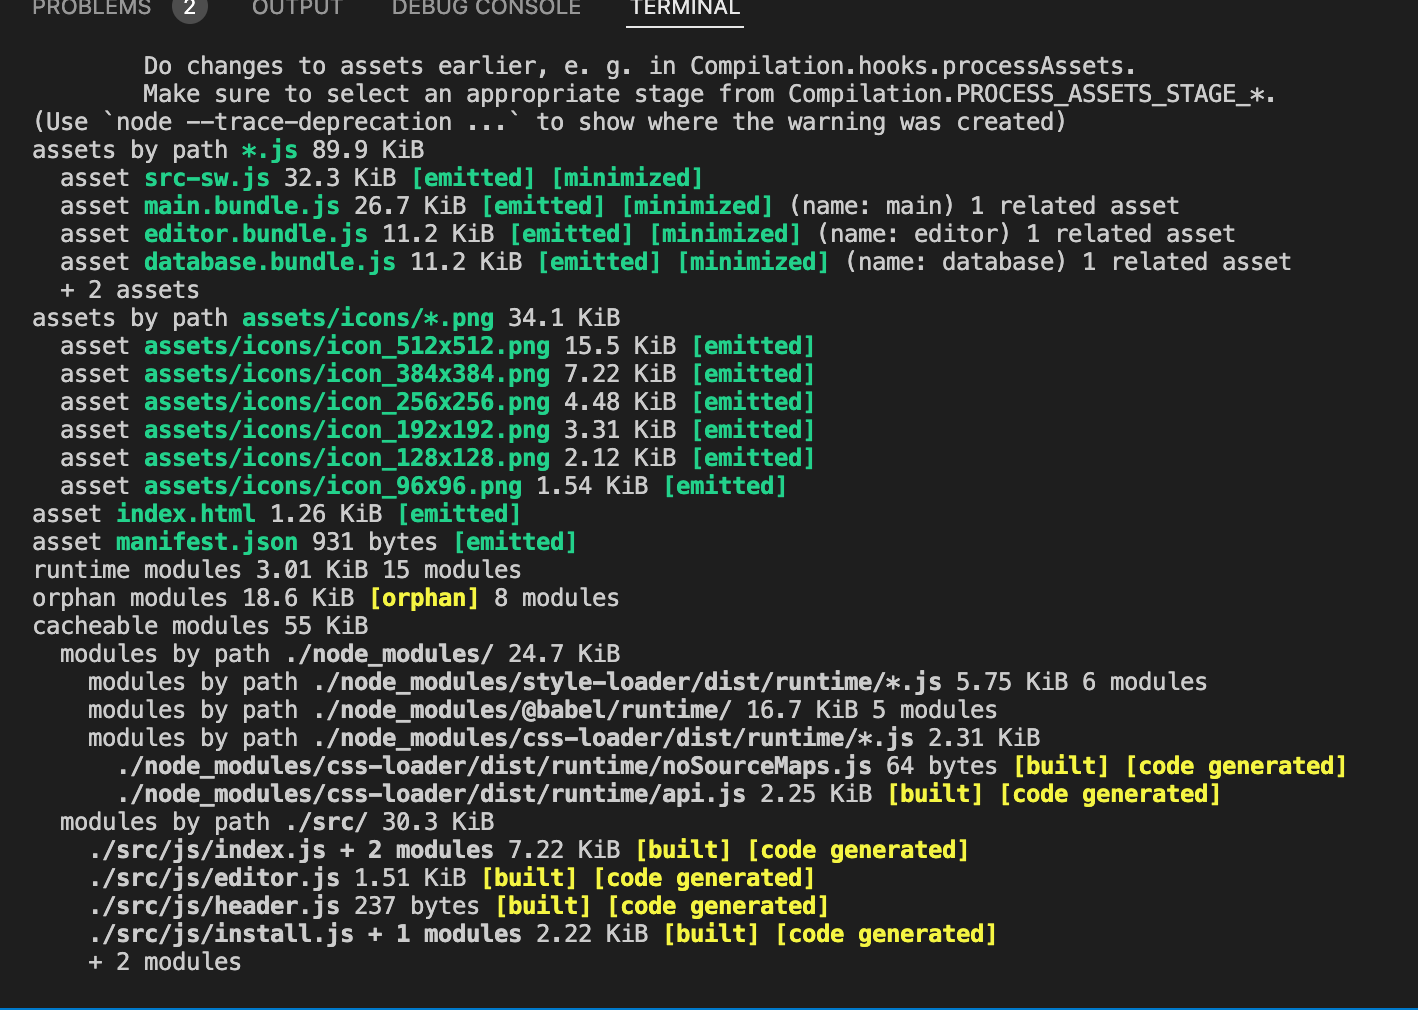 PROBLEMS 2 OUTPUT DEBUG CONSOLE TERMINAL
Do changes to assets earlier, e. g. in Compilation.hooks.processAssets.
Make sure to select an appropriate stage from Compilation.PROCESS_ASSETS_STAGE_*.
(Use `node --trace-deprecation ...` to show where the warning was created)
assets by path *.js 89.9 KiB
asset src-sw.js 32.3 KiB [emitted] [minimized]
asset main.bundle.js 26.7 KiB [emitted] [minimized] (name: main) 1 related asset
asset editor.bundle.js 11.2 KiB [emitted] [minimized] (name: editor) 1 related asset
asset database.bundle.js 11.2 KiB [emitted] [minimized] (name: database) 1 related asset
+ 2 assets
assets by path assets/icons/*.png 34.1 KiB
asset assets/icons/icon_512x512.png 15.5 KiB [emitted]
asset assets/icons/icon_384x384.png 7.22 KiB [emitted]
asset assets/icons/icon_256x256.png 4.48 KiB [emitted]
asset assets/icons/icon_192x192.png 3.31 KiB [emitted]
asset assets/icons/icon_128x128.png 2.12 KiB [emitted]
asset assets/icons/icon_96x96.png 1.54 KiB [emitted]
asset index.html 1.26 KiB [emitted]
asset manifest.json 931 bytes [emitted]
runtime modules 3.01 KiB 15 modules
orphan modules 18.6 KiB [orphan] 8 modules
cacheable modules 55 KiB
modules by path ./node_modules/ 24.7 KiB
modules by path ./node_modules/style-loader/dist/runtime/*.js 5.75 KiB 6 modules
modules by path ./node_modules/@babel/runtime/ 16.7 KiB 5 modules
modules by path ./node_modules/css-loader/dist/runtime/*.js 2.31 KiB
./node_modules/css-loader/dist/runtime/noSourceMaps.js 64 bytes [built] [code generated]
./node_modules/css-loader/dist/runtime/api.js 2.25 KiB [built] [code generated]
modules by path ./src/ 30.3 KiB
./src/js/index.js + 2 modules 7.22 KiB [built] [code generated]
./src/js/editor.js 1.51 KiB [built] [code generated]
./src/js/header.js 237 bytes [built] [code generated]
./src/js/install.js + 1 modules 2.22 KiB [built] [code generated]
+ 2 modules